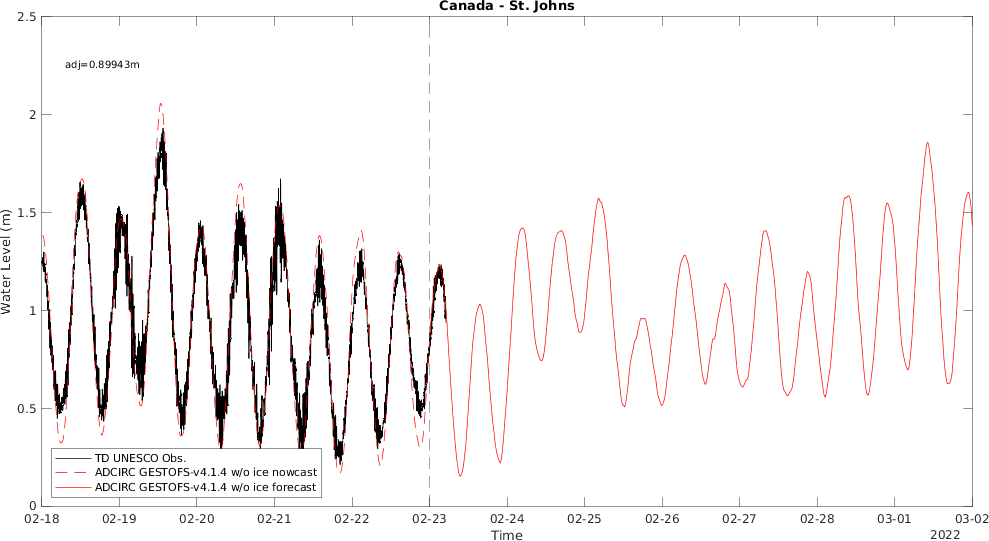 Canada - St. Johns
2.5
adj=0.89943m
2
1.5
Water Level (m)
1
0.5
TD UNESCO Obs.
ADCIRC GESTOFS-v4.1.4 w/o ice nowcast
ADCIRC GESTOFS-v4.1.4 w/o ice forecast
0
02-18 02-19 02-20 02-21 02-22 02-23 02-24 02-25 02-26 02-27 02-28 03-01 03-02
Time
2022